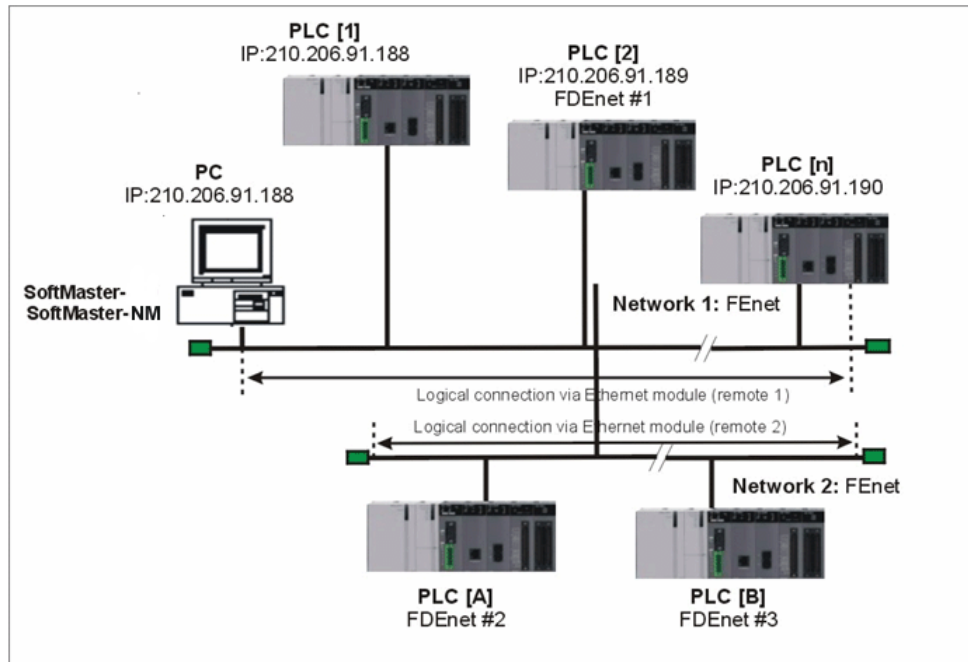 PLC [1]
IP:210.206.91.188
PLC [2]
IP:210.206.91.189
FDEnet #1
PLC [n]
IP:210.206.91.190
PC
IP:210.206.91.188
SoftMaster-
SoftMaster-NM
Network 1: FEnet
Logical connection via Ethernet module (remote 1)
Logical connection via Ethernet module (remote 2)
Network 2: FEnet
PLC [A]
FDEnet #2
PLC [B]
FDEnet #3